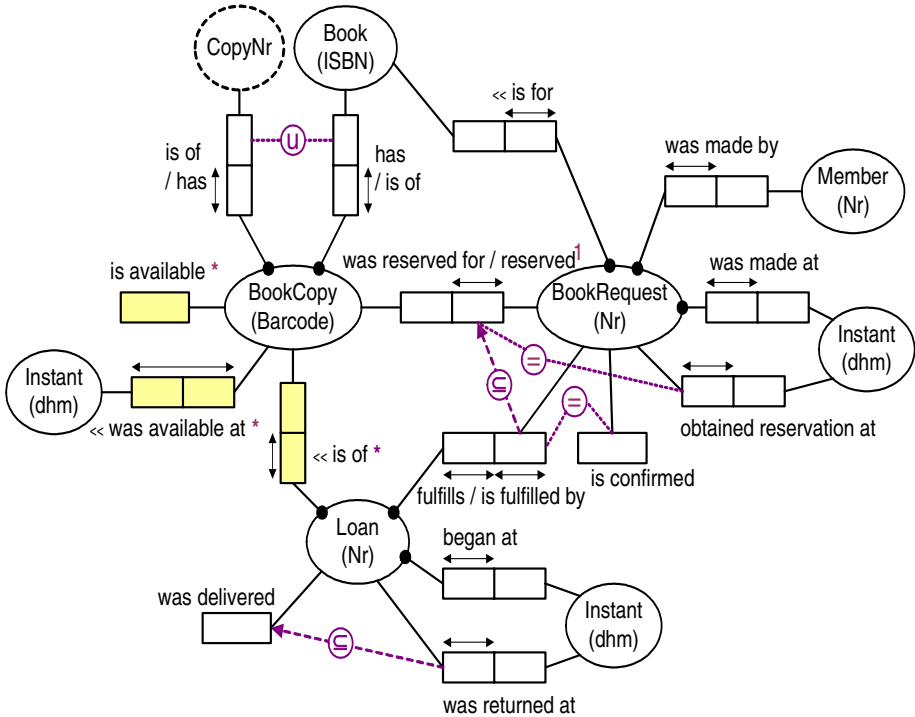 CopyNr
Book
(ISBN)
<< is for
U
is of
/ has
has
/ is of
was made by
Member
(Nr)
is available *
was reserved for / reserved1
was made at
BookCopy
(Barcode)
BookRequest
(Nr)
Instant
(dhm)
Instant
(dhm)
=
⊆
=
<< was available at *
<< is of *
obtained reservation at
is confirmed
fulfills / is fulfilled by
Loan
(Nr)
began at
was delivered
Instant
(dhm)
⊆
was returned at